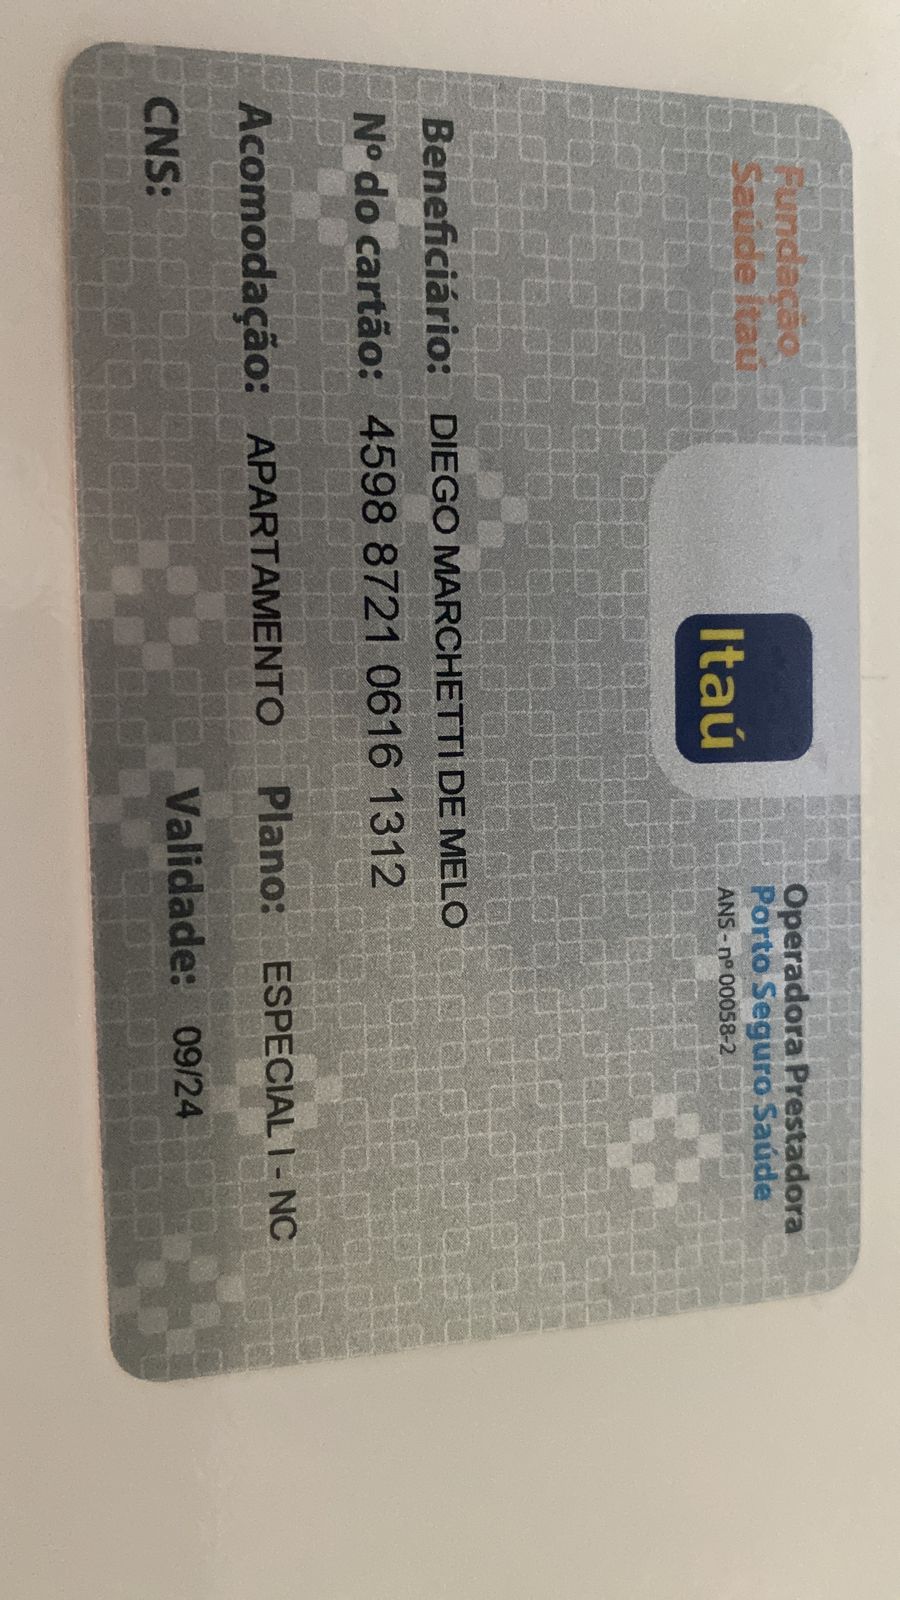 Fundação
Saúde Itaú
Itaú
Operadora Prestadora
Porto Seguro Saúde
ANS - nº 00058-2
Beneficiário: DIEGO MARCHETTI DE MELO
Nº do cartão: 4598 8721 0616 1312
Acomodação: APARTAMENTO Plano: ESPECIAL I - NC
CNS: Validade: 09/24